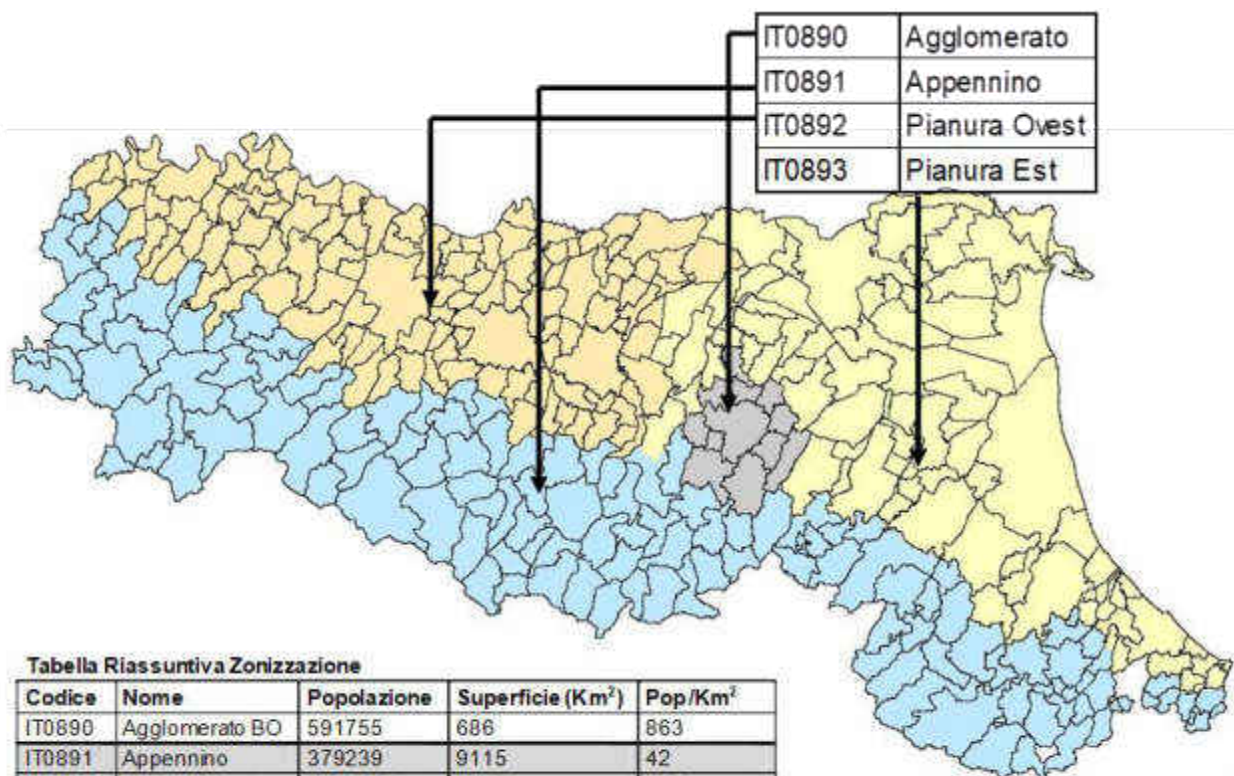 IT0890 Agglomerato
IT0891 Appennino
IT0892 Pianura Ovest
IT0893 Pianura Est
Tabella Riassuntiva Zonizzazione
Codice Nome Popolazione Superficie (Km²) Pop/Km²
IT0890 Agglomerato BO 591755 686 863
IT0891 Appennino 379239 9115 42